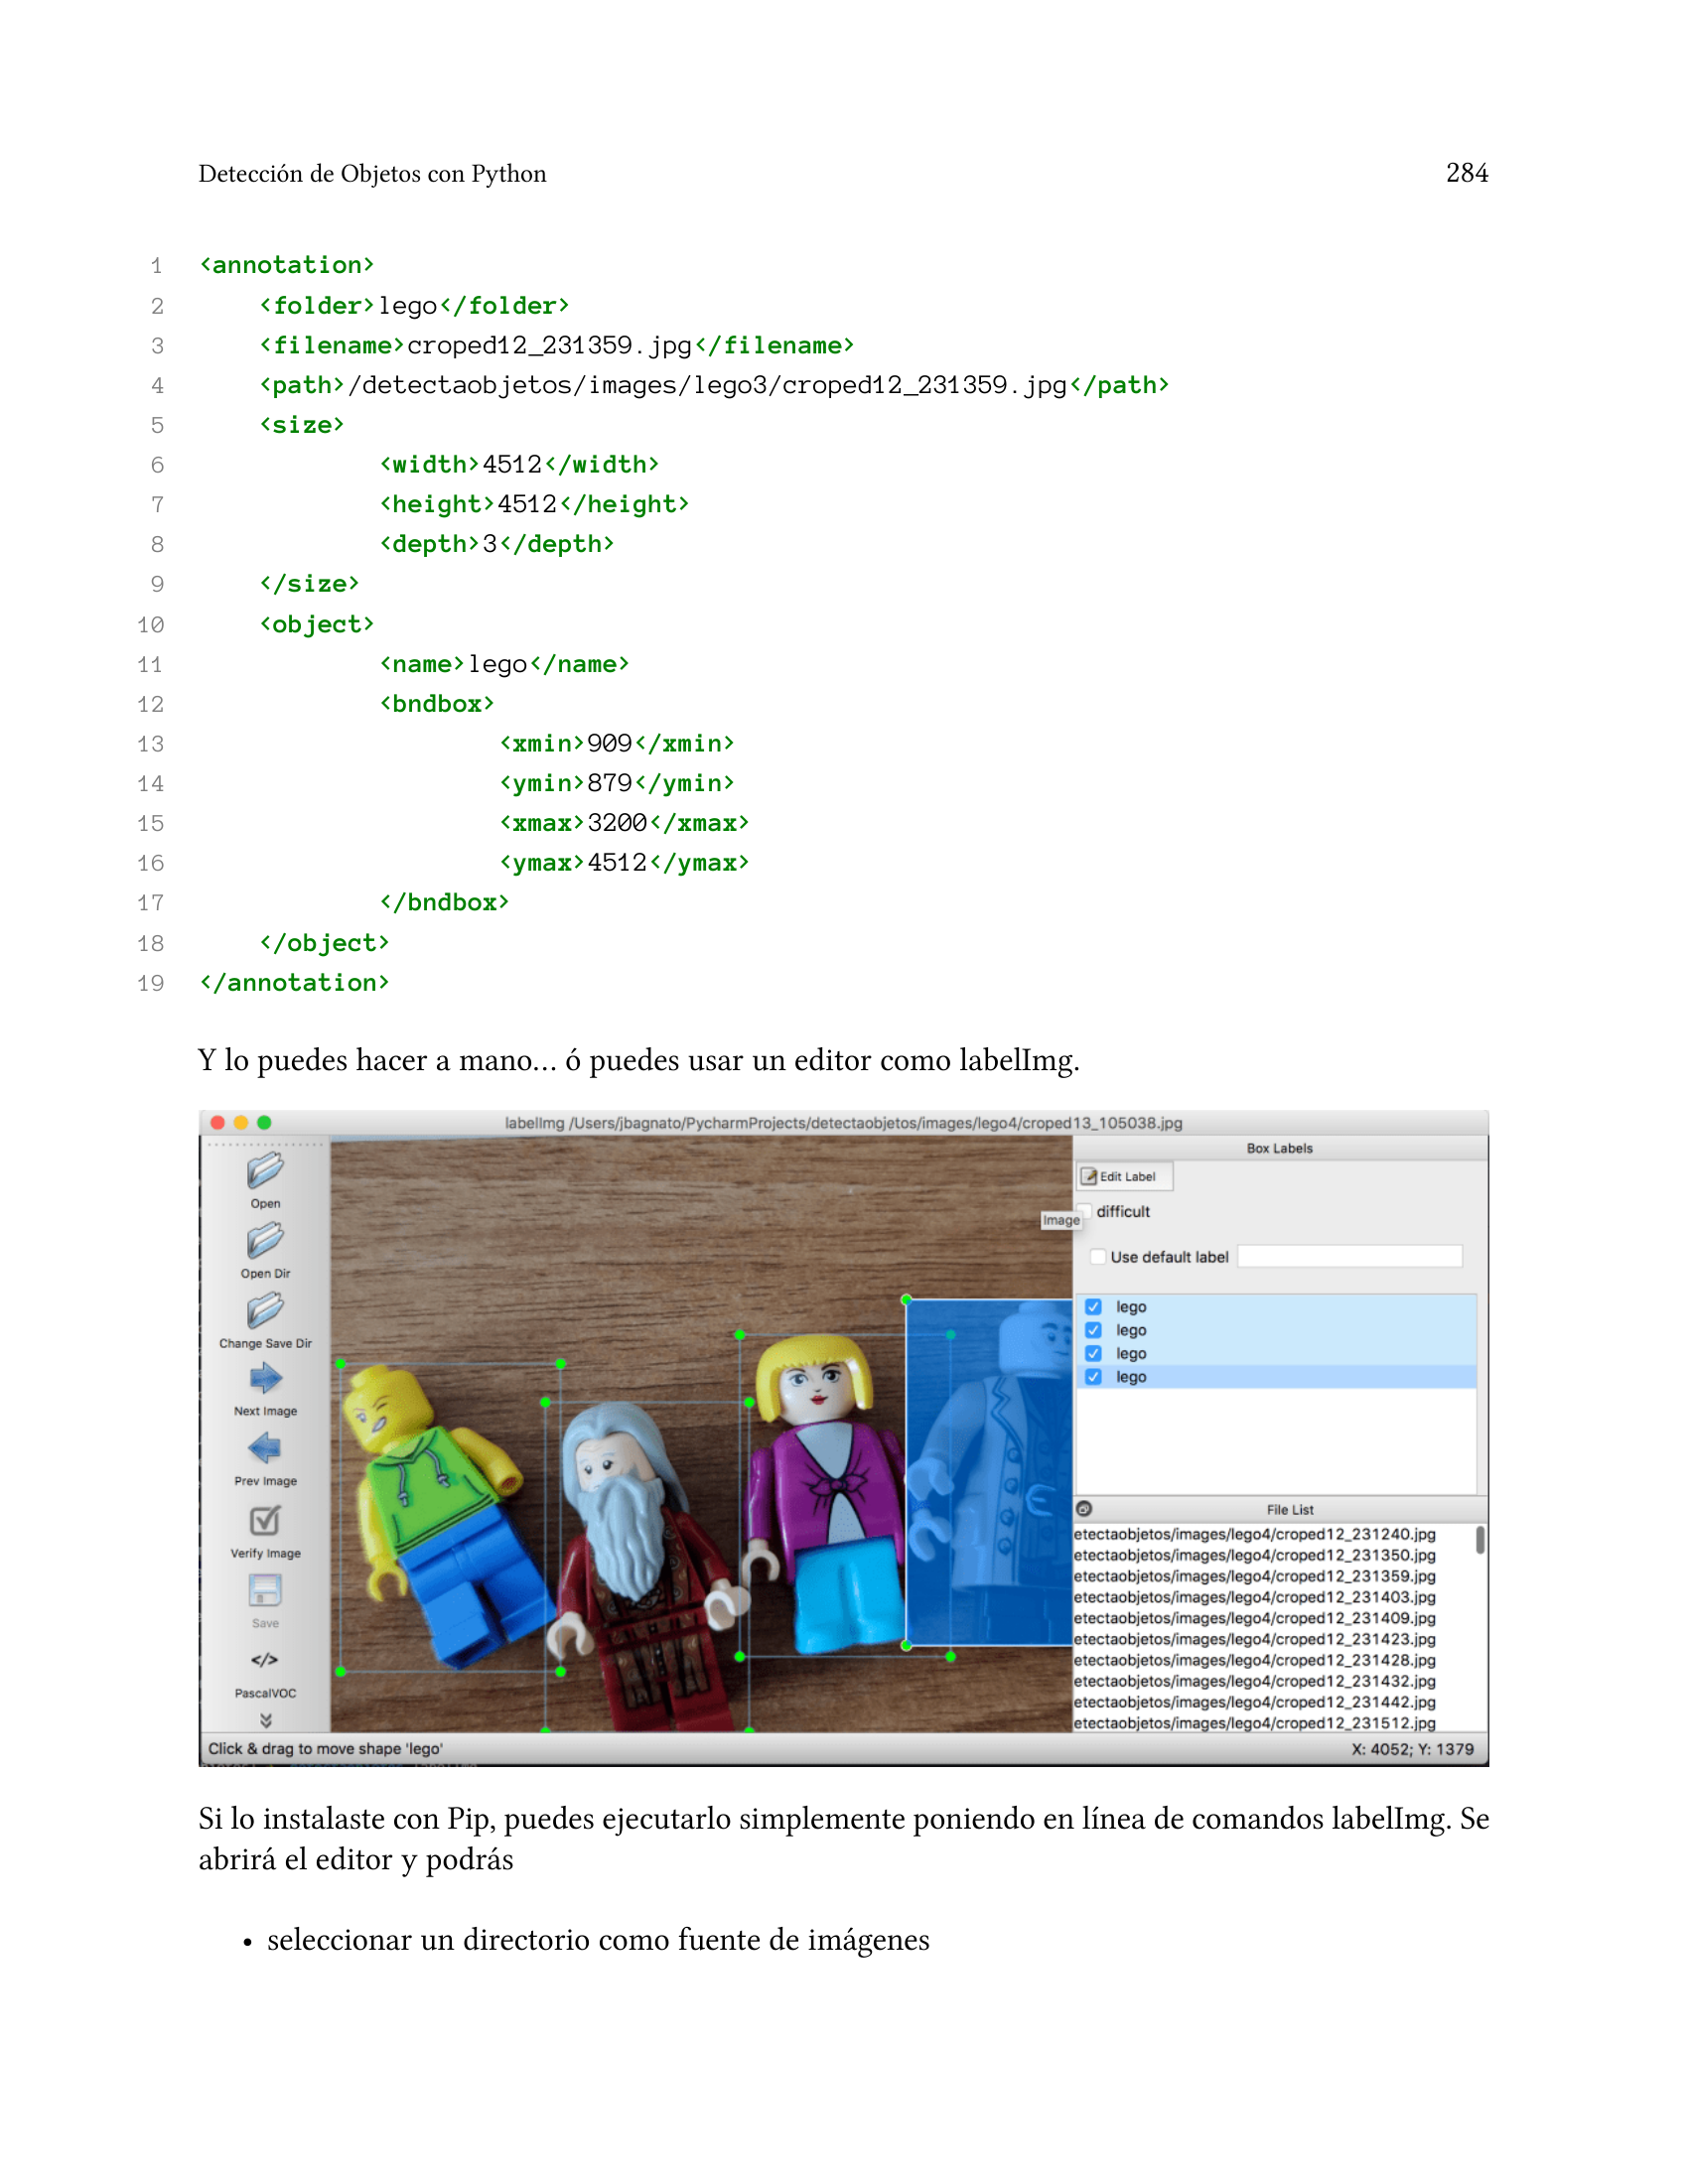 Detección de Objetos con Python 284
1 <annotation>
2 <folder>lego</folder>
3 <filename>croped12_231359.jpg</filename>
4 <path>/detectaobjetos/images/lego3/croped12_231359.jpg</path>
5 <size>
6 <width>4512</width>
7 <height>4512</height>
8 <depth>3</depth>
9 </size>
10 <object>
11 <name>lego</name>
12 <bndbox>
13 <xmin>909</xmin>
14 <ymin>879</ymin>
15 <xmax>3200</xmax>
16 <ymax>4512</ymax>
17 </bndbox>
18 </object>
19 </annotation>
Y lo puedes hacer a mano… ó puedes usar un editor como labelImg.
labelImg /Users/jbagnato/PycharmProjects/detectaobjetos/images/lego4/croped13_105038.jpg
Open
Open Dir
Change Save Dir
Next Image
Prev Image
Verify Image
Save
</>
PascalVOC
Image
Box Labels
Edit Label
difficult
Use default label
lego
lego
lego
lego
File List
etectaobjetos/images/lego4/croped12_231240.jpg
etectaobjetos/images/lego4/croped12_231350.jpg
etectaobjetos/images/lego4/croped12_231359.jpg
etectaobjetos/images/lego4/croped12_231403.jpg
etectaobjetos/images/lego4/croped12_231409.jpg
etectaobjetos/images/lego4/croped12_231423.jpg
etectaobjetos/images/lego4/croped12_231428.jpg
etectaobjetos/images/lego4/croped12_231432.jpg
etectaobjetos/images/lego4/croped12_231442.jpg
etectaobjetos/images/lego4/croped12_231512.jpg
Click & drag to move shape 'lego' X: 4052; Y: 1379
Si lo instalaste con Pip, puedes ejecutarlo simplemente poniendo en línea de comandos labelImg. Se
abrirá el editor y podrás
• seleccionar un directorio como fuente de imágenes